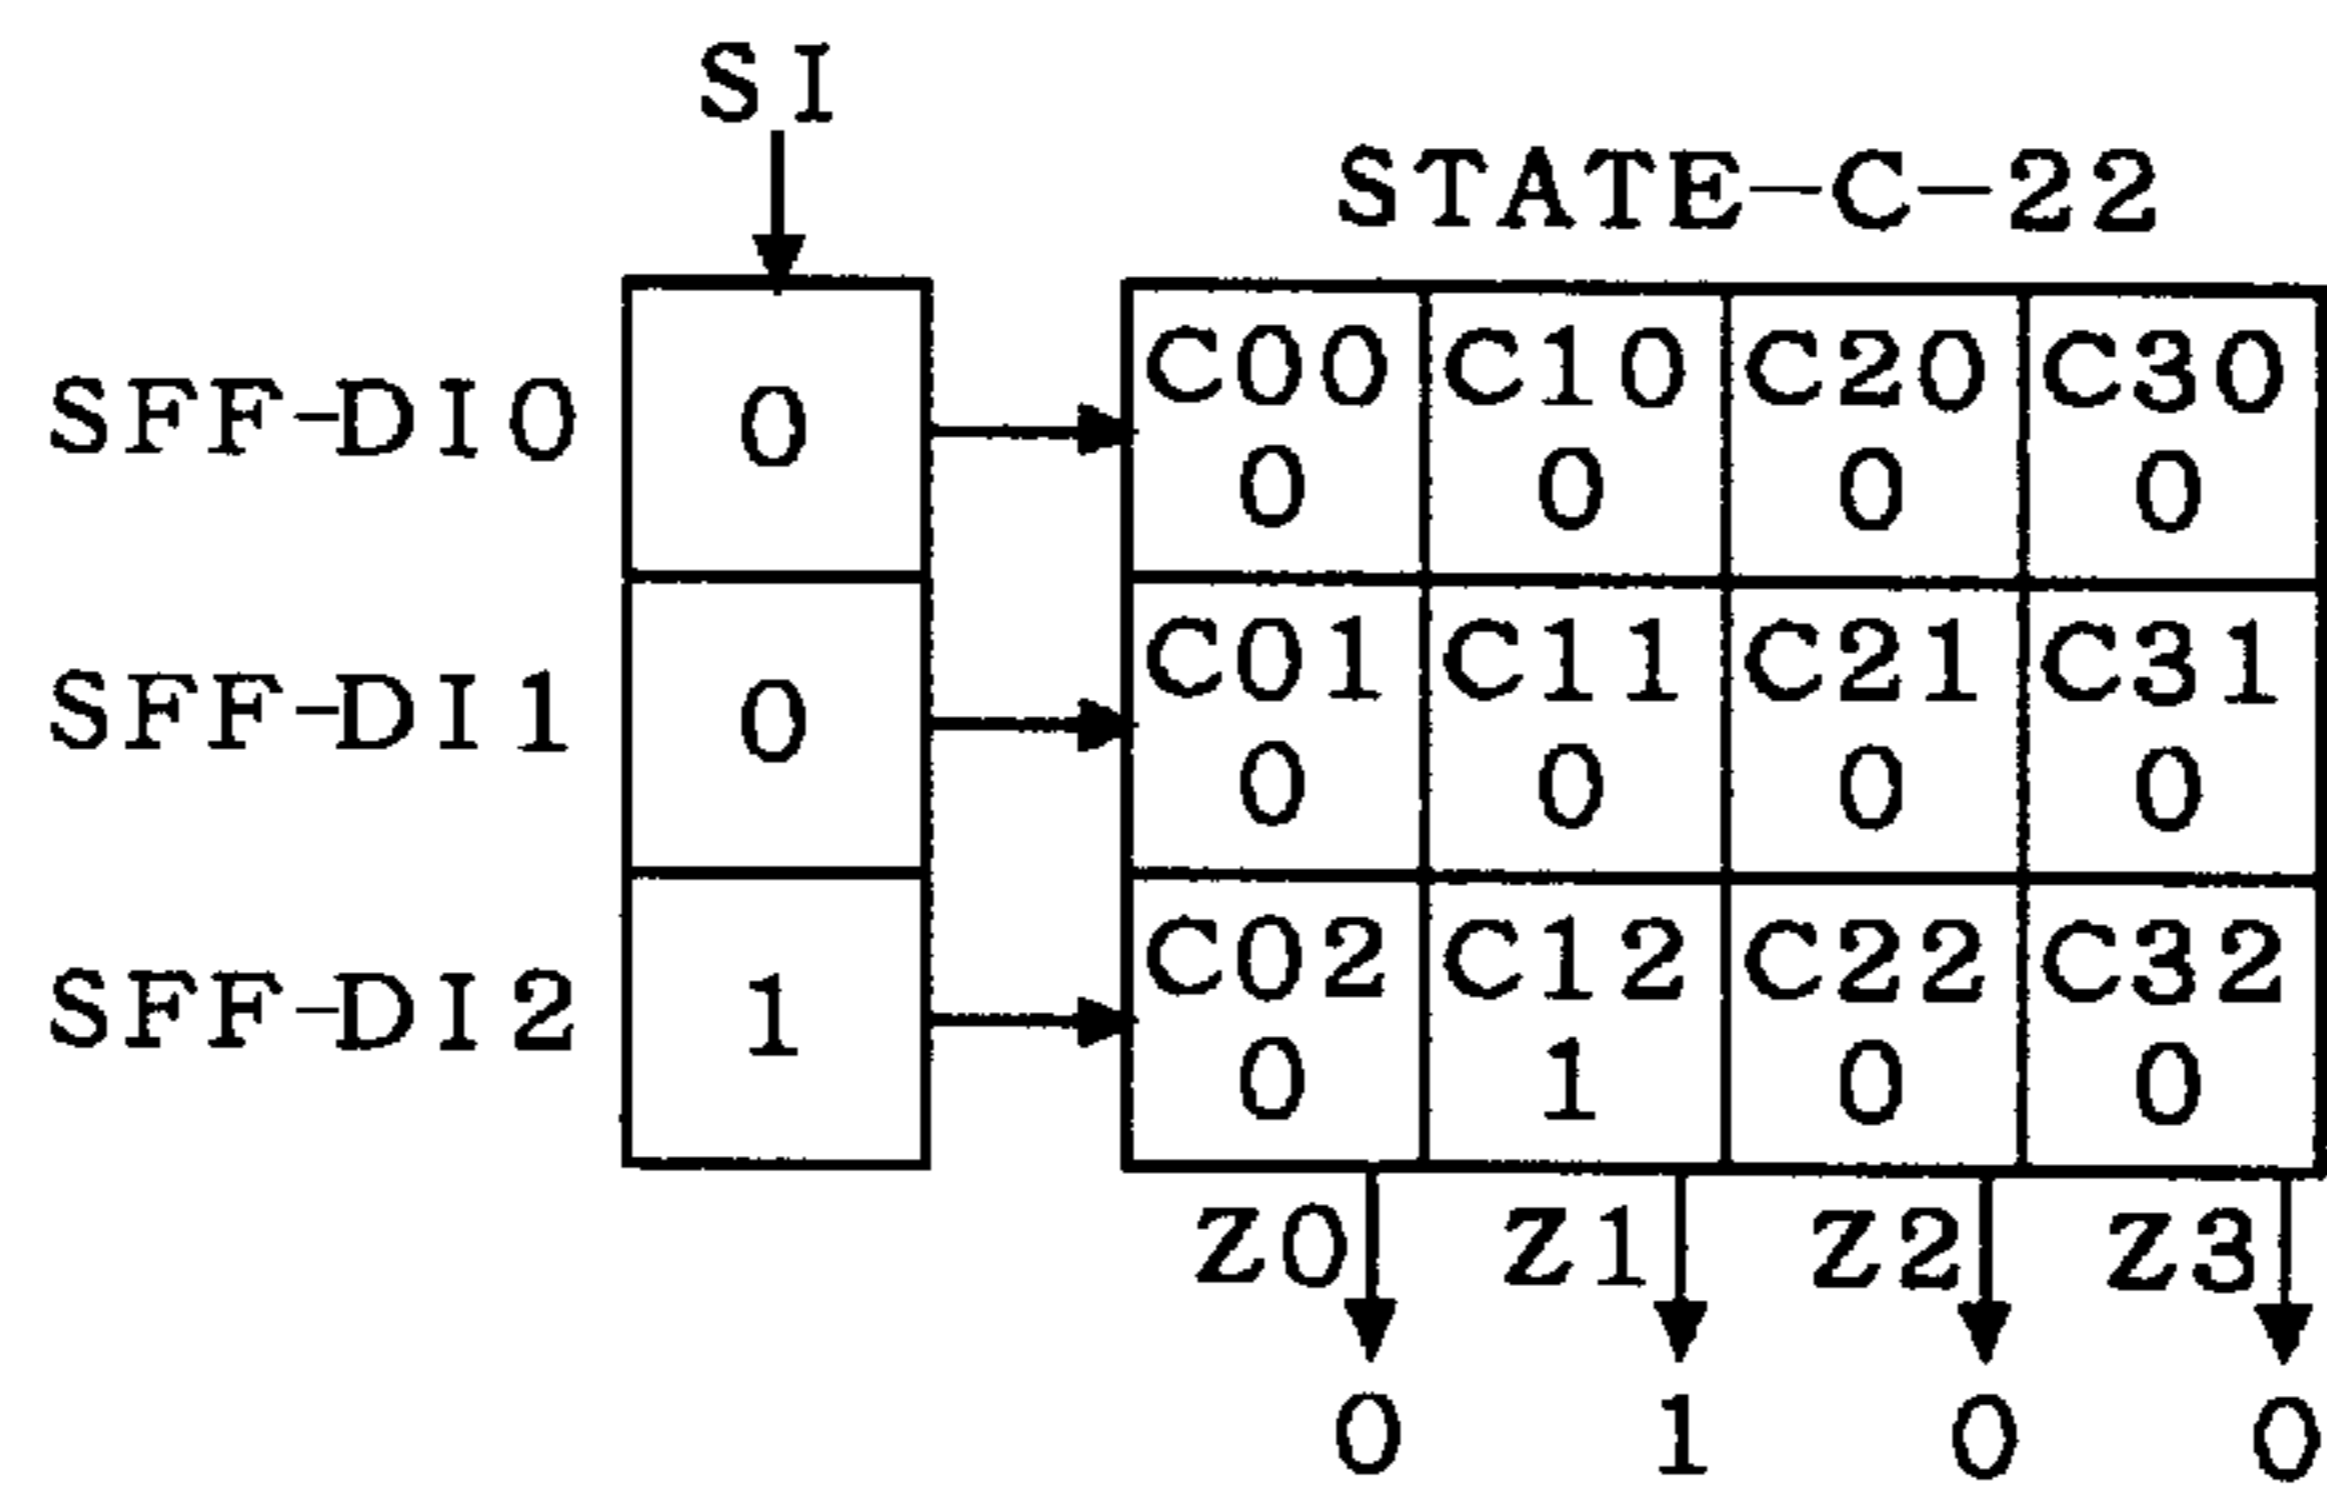 SI
STATE-C-22
C00 C10 C20 C30
SFF-DI0 0 0 0 0 0
C01 C11 C21 C31
SFF-DI1 0 0 0 0 0
C02 C12 C22 C32
SFF-DI2 1 0 1 0 0
Z0 Z1 Z2 Z3
0 1 0 0